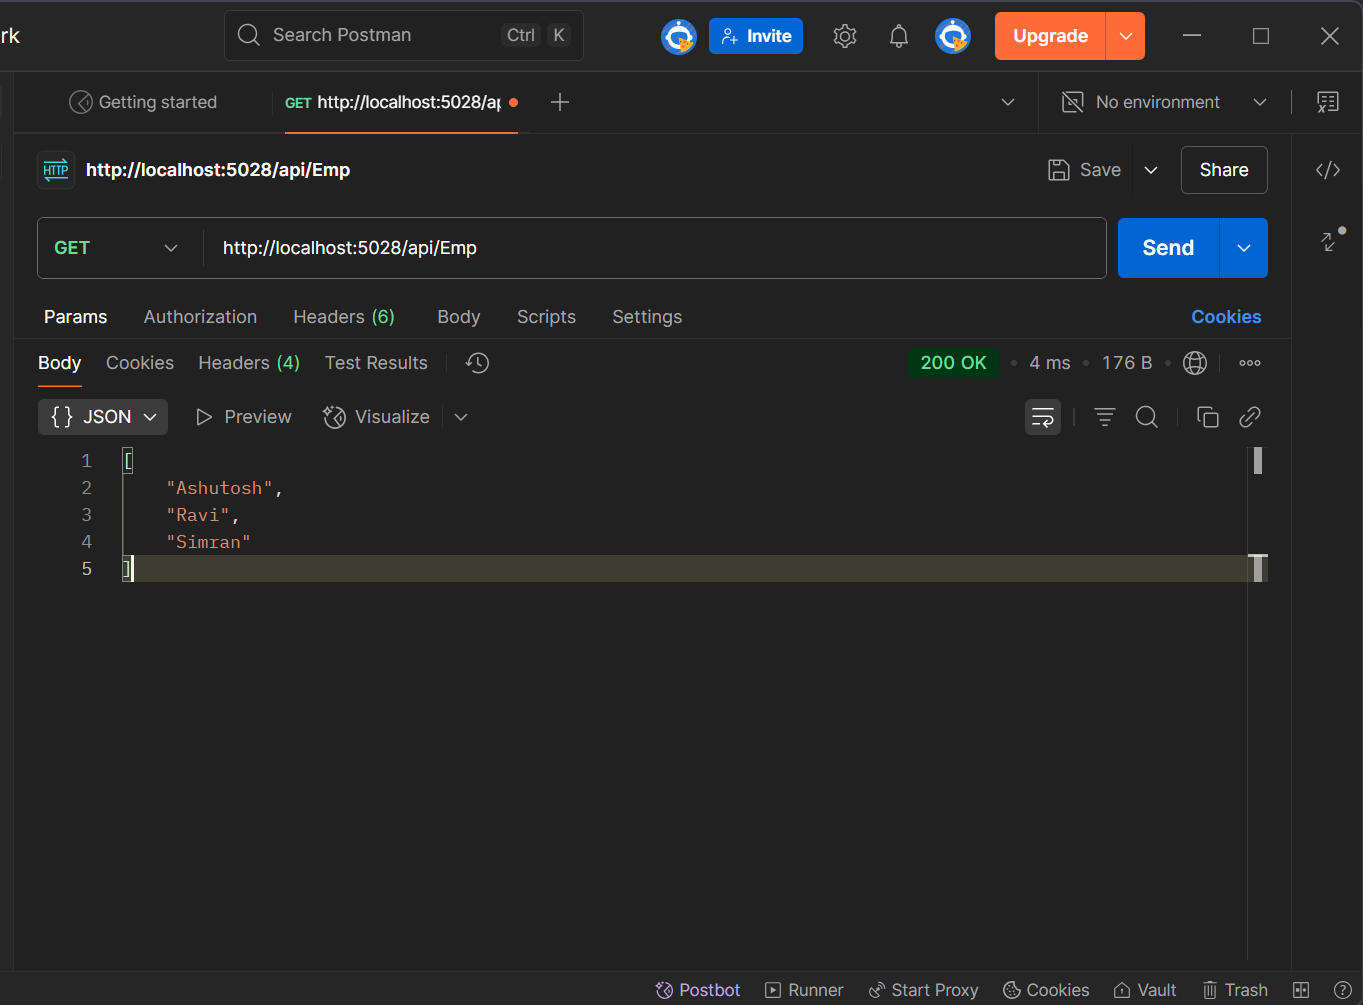 rk
Search Postman Ctrl K Invite Upgrade
Getting started GET http://localhost:5028/ap No environment
HTTP http://localhost:5028/api/Emp Save Share
GET http://localhost:5028/api/Emp Send
Params Authorization Headers (6) Body Scripts Settings Cookies
Body Cookies Headers (4) Test Results 200 OK • 4 ms • 176 B •
{} JSON Preview Visualize
1 [
2 "Ashutosh",
3 "Ravi",
4 "Simran"
5 ]
Postbot Runner Start Proxy Cookies Vault Trash